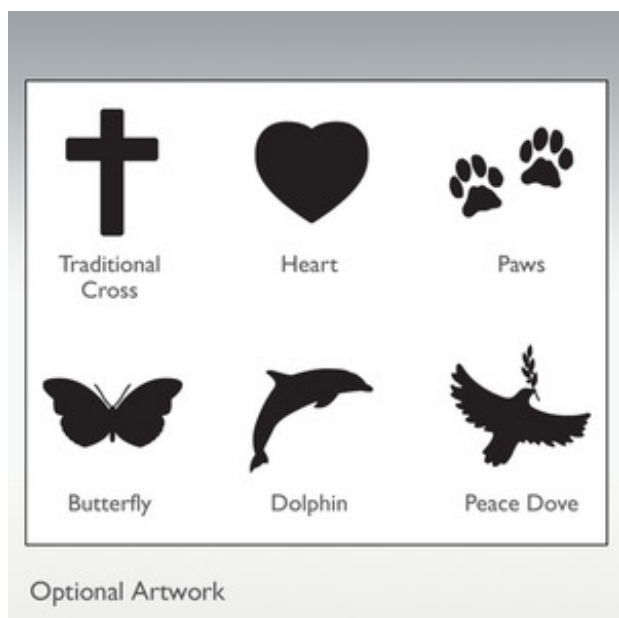 Traditional
Cross
Heart
Paws
Butterfly
Dolphin
Peace Dove
Optional Artwork